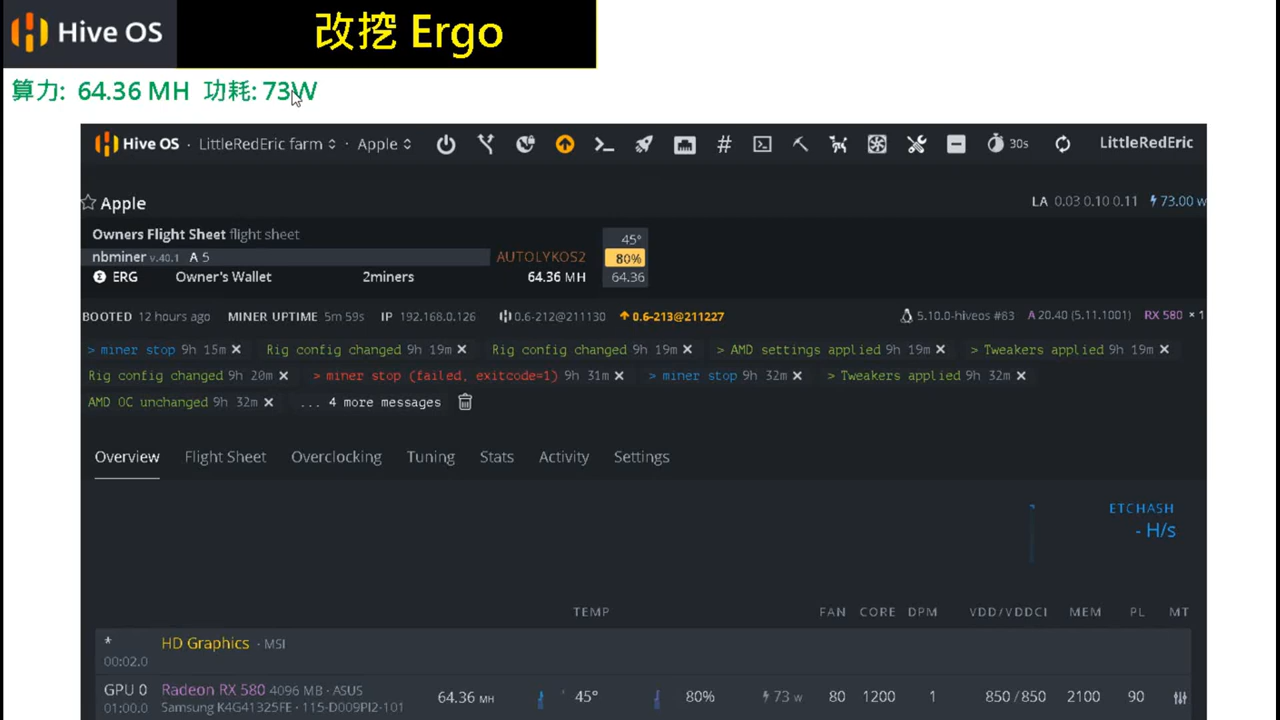 Hive OS 改挖 Ergo
算力: 64.36 MH 功耗: 73W
Hive OS · LittleRedEric farm · Apple 30s LittleRedEric
Apple LA 0.03 0.10 0.11 73.00 w
Owners Flight Sheet flight sheet 45°
nbminer v.40.1 A 5 AUTOLYKOS2 80%
ERG Owner's Wallet 2miners 64.36 MH 64.36
BOOTED 12 hours ago MINER UPTIME 5m 59s IP 192.168.0.126 0.6-212@211130 0.6-213@211227 5.10.0-hiveos #83 A 20.40 (5.11.1001) RX 580 × 1
> miner stop 9h 15m × Rig config changed 9h 19m × Rig config changed 9h 19m × > AMD settings applied 9h 19m × > Tweakers applied 9h 19m ×
Rig config changed 9h 20m × > miner stop (failed, exitcode=1) 9h 31m × > miner stop 9h 32m × > Tweakers applied 9h 32m ×
AMD OC unchanged 9h 32m × ... 4 more messages
Overview Flight Sheet Overclocking Tuning Stats Activity Settings
ETCHASH
- H/s
TEMP FAN CORE DPM VDD/VDDCI MEM PL MT
* HD Graphics · MSI
00:02.0
GPU 0 Radeon RX 580 4096 MB · ASUS 64.36 MH 45° 80% 73 w 80 1200 1 850/850 2100 90
01:00.0 Samsung K4G41325FE · 115-D009PI2-101